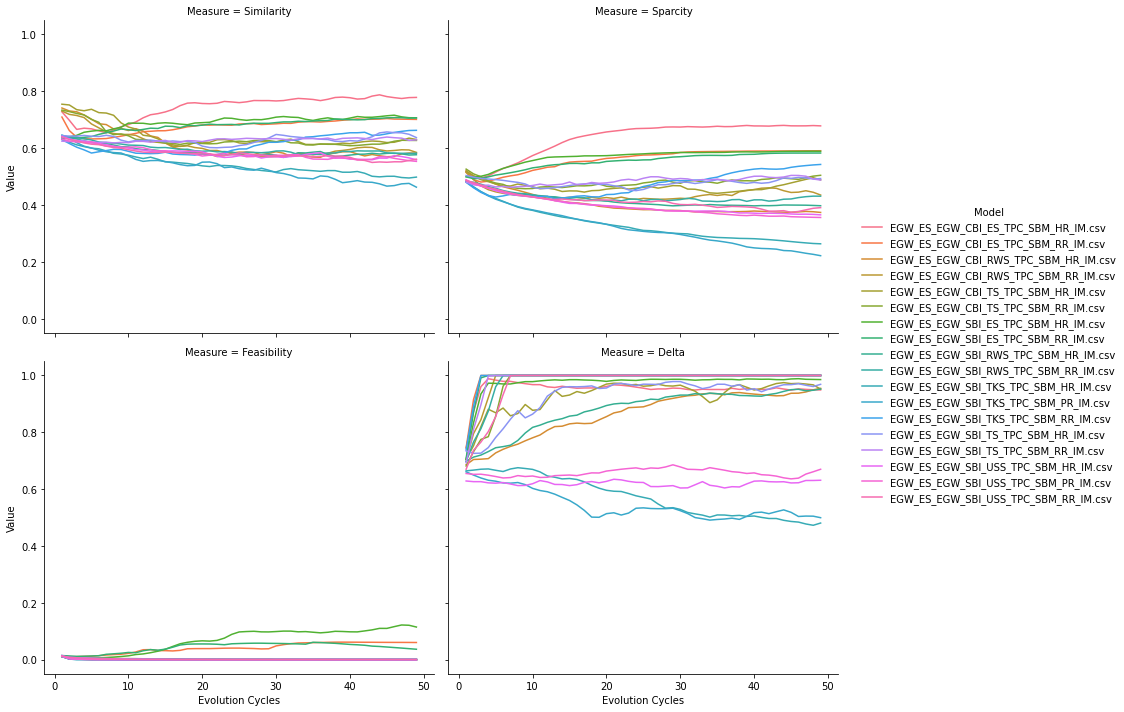 Measure = Similarity
Measure = Sparcity
1.0
0.8
0.6
0.4
0.2
0.0
Value
Measure = Feasibility
Measure = Delta
1.0
0.8
0.6
0.4
0.2
0.0
Value
0
10
20
30
40
50
Evolution Cycles
0
10
20
30
40
50
Evolution Cycles
Model
EGW_ES_EGW_CBI_ES_TPC_SBM_HR_IM.csv
EGW_ES_EGW_CBI_ES_TPC_SBM_RR_IM.csv
EGW_ES_EGW_CBI_RWS_TPC_SBM_HR_IM.csv
EGW_ES_EGW_CBI_RWS_TPC_SBM_RR_IM.csv
EGW_ES_EGW_CBI_TS_TPC_SBM_HR_IM.csv
EGW_ES_EGW_CBI_TS_TPC_SBM_RR_IM.csv
EGW_ES_EGW_SBI_ES_TPC_SBM_HR_IM.csv
EGW_ES_EGW_SBI_ES_TPC_SBM_RR_IM.csv
EGW_ES_EGW_SBI_RWS_TPC_SBM_HR_IM.csv
EGW_ES_EGW_SBI_RWS_TPC_SBM_RR_IM.csv
EGW_ES_EGW_SBI_TKS_TPC_SBM_HR_IM.csv
EGW_ES_EGW_SBI_TKS_TPC_SBM_PR_IM.csv
EGW_ES_EGW_SBI_TKS_TPC_SBM_RR_IM.csv
EGW_ES_EGW_SBI_TS_TPC_SBM_HR_IM.csv
EGW_ES_EGW_SBI_TS_TPC_SBM_RR_IM.csv
EGW_ES_EGW_SBI_USS_TPC_SBM_HR_IM.csv
EGW_ES_EGW_SBI_USS_TPC_SBM_PR_IM.csv
EGW_ES_EGW_SBI_USS_TPC_SBM_RR_IM.csv